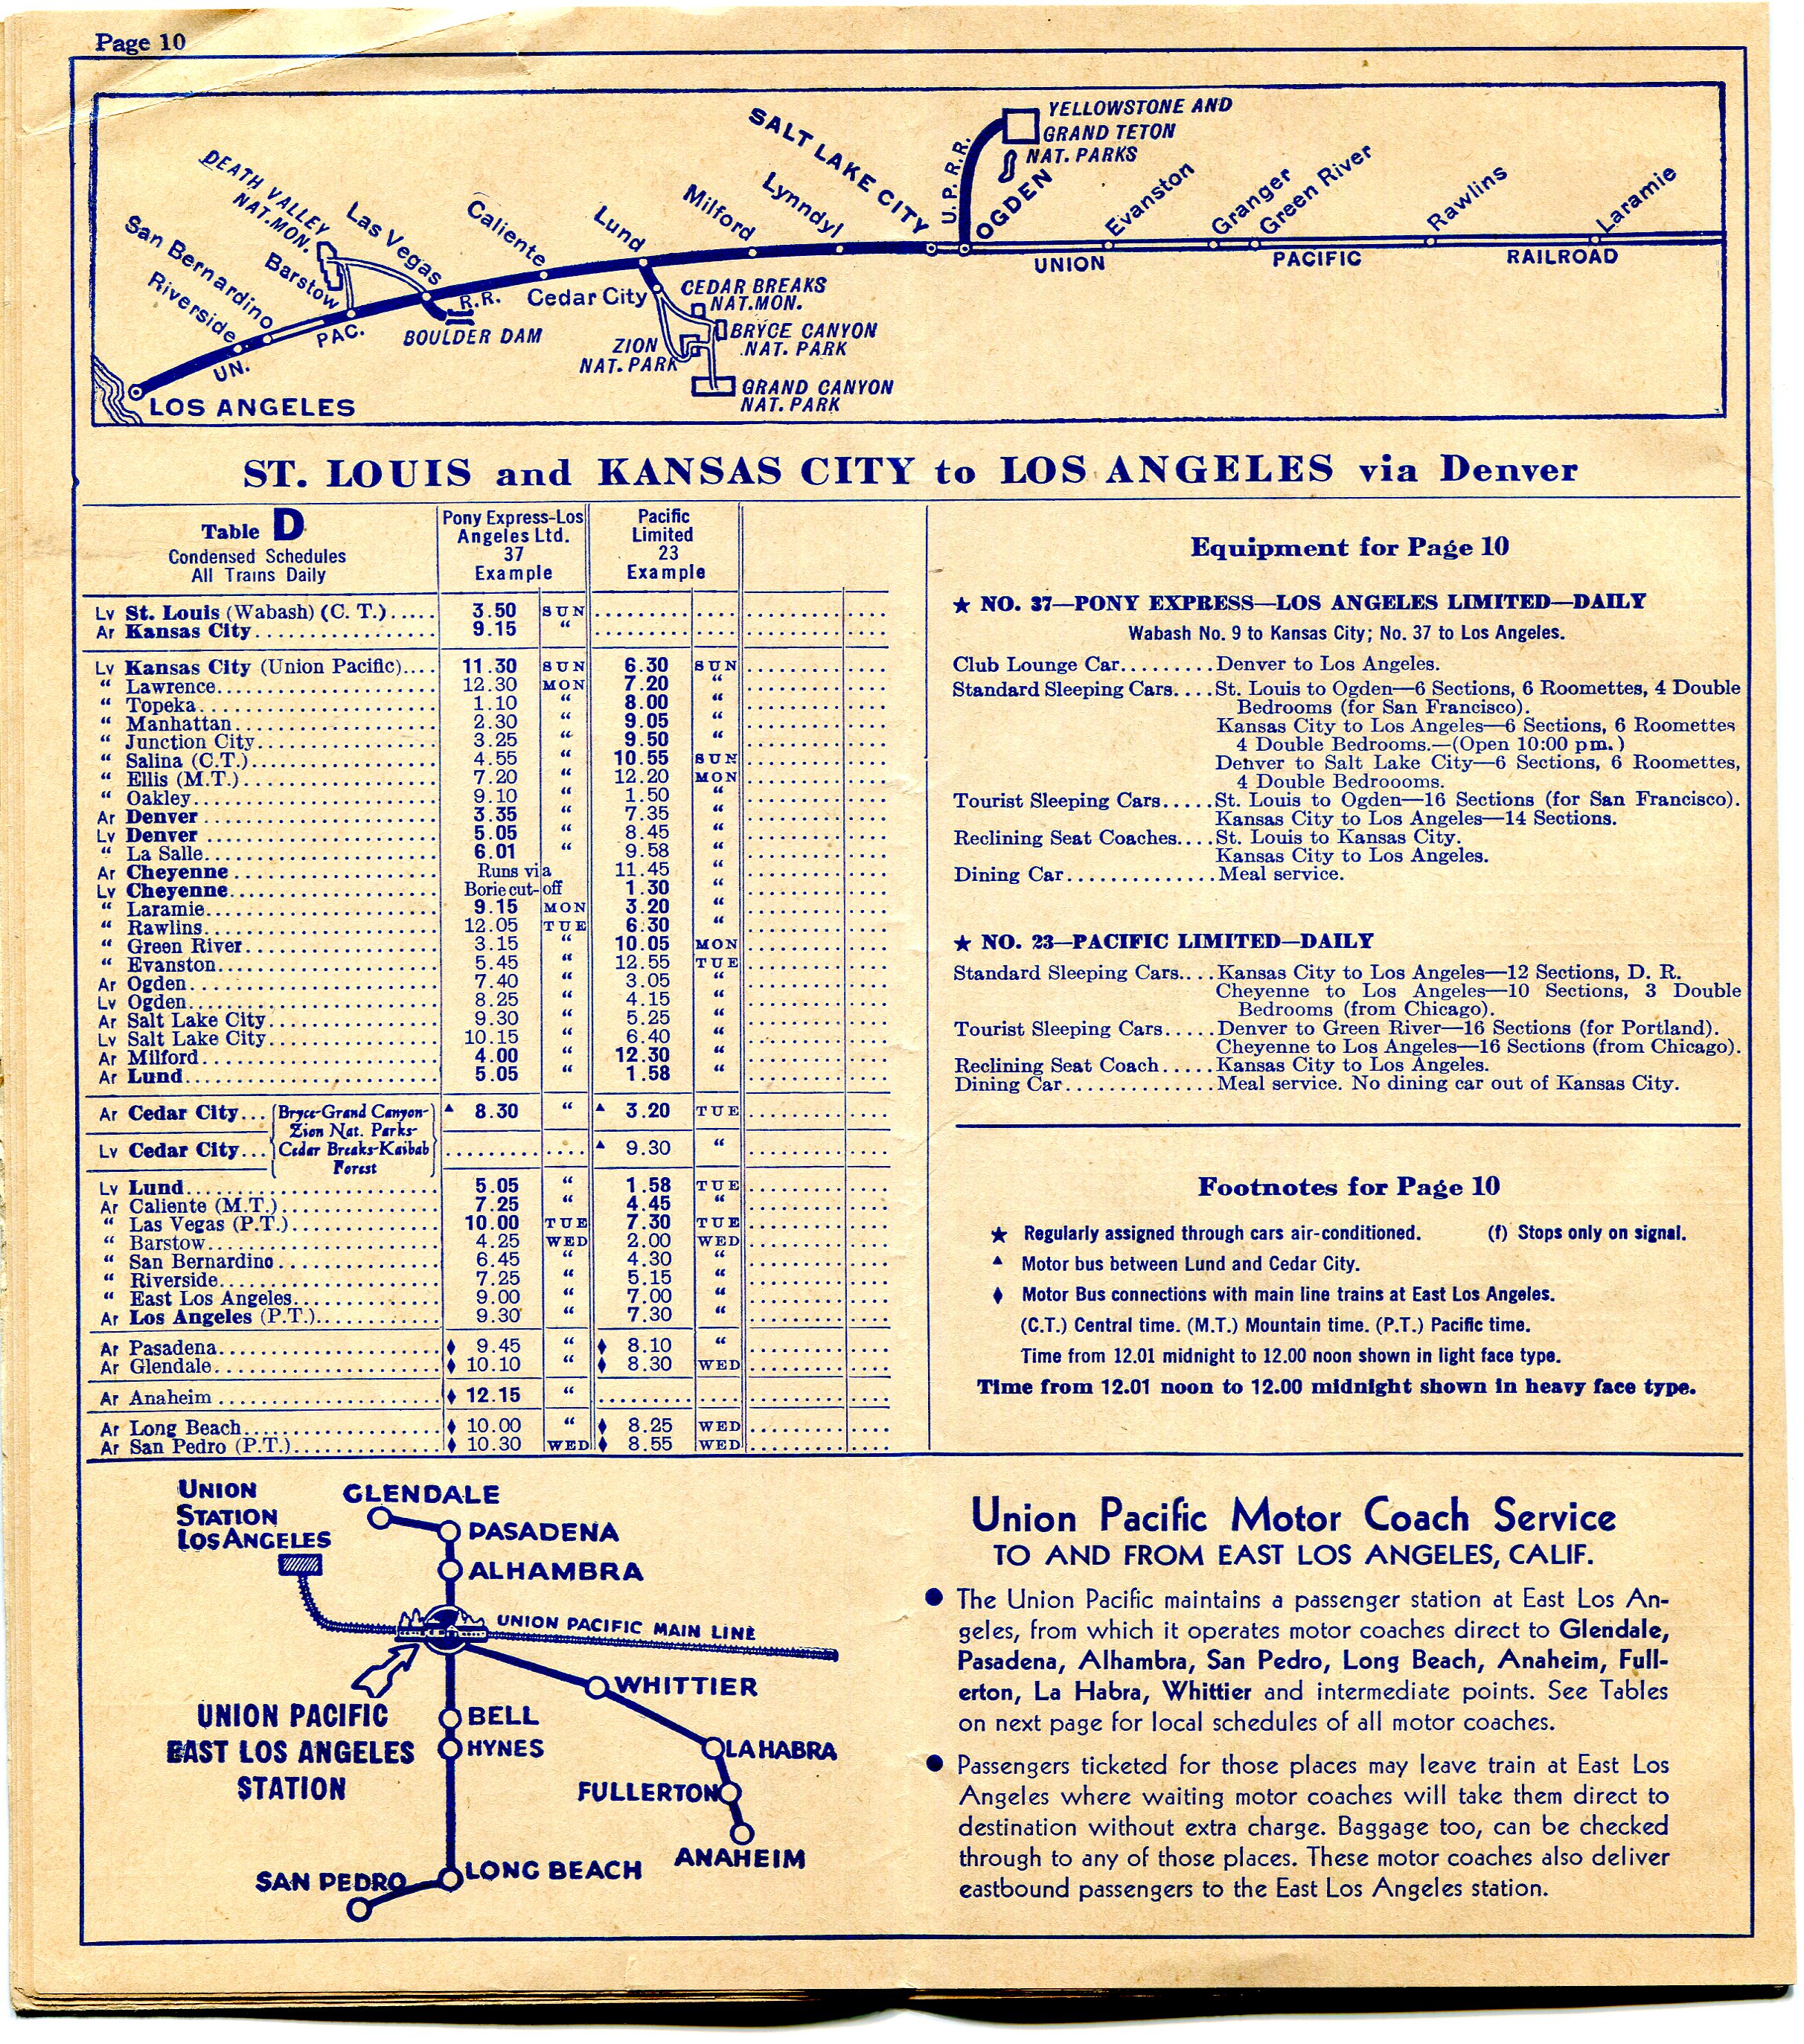 Page 10
YELLOWSTONE AND
GRAND TETON
NAT. PARKS
U.P.R.R.
SALT LAKE CITY
OGDEN
Evanston
Granger
Green River
Rawlins
Laramie
UNION PACIFIC RAILROAD
DEATH VALLEY
NAT. MON.
San Bernardino
Riverside
Barstow
Las Vegas
Caliente
Lund
Milford
Lynndyl
UN. PAC. R.R.
BOULDER DAM
Cedar City
CEDAR BREAKS
NAT. MON.
BRYCE CANYON
NAT. PARK
ZION
NAT. PARK
GRAND CANYON
NAT. PARK
LOS ANGELES
ST. LOUIS and KANSAS CITY to LOS ANGELES via Denver
Table D
Condensed Schedules
All Trains Daily
Pony Express-Los
Angeles Ltd.
37
Example
Pacific
Limited
23
Example
Lv St. Louis (Wabash) (C. T.)..... 3.50 SUN
Ar Kansas City................ 9.15 “
Lv Kansas City (Union Pacific).... 11.30 SUN 6.30 SUN
“ Lawrence................ 12.30 MON 7.20 “
“ Topeka................ 1.10 “ 8.00 “
“ Manhattan................ 2.30 “ 9.05 “
“ Junction City................ 3.25 “ 9.50 “
“ Salina (C.T.)................ 4.55 “ 10.55 SUN
“ Ellis (M.T.)................ 7.20 “ 12.20 MON
“ Oakley................ 9.10 “ 1.50 “
Ar Denver................ 3.35 “ 7.35 “
Lv Denver................ 5.05 “ 8.45 “
“ La Salle................ 6.01 “ 9.58 “
Ar Cheyenne................ Runs via 11.45 “
Lv Cheyenne................ Borie cut-off 1.30 “
“ Laramie................ 9.15 MON 3.20 “
“ Rawlins................ 12.05 TUE 6.30 “
“ Green River................ 3.15 “ 10.05 MON
“ Evanston................ 5.45 “ 12.55 TUE
Ar Ogden................ 7.40 “ 3.05 “
Lv Ogden................ 8.25 “ 4.15 “
Ar Salt Lake City................ 9.30 “ 5.25 “
Lv Salt Lake City................ 10.15 “ 6.40 “
Ar Milford................ 4.00 “ 12.30 “
Ar Lund................ 5.05 “ 1.58 “
Ar Cedar City... Bryce-Grand Canyon- ▲ 8.30 “ ▲ 3.20 TUE
Zion Nat. Parks-
Lv Cedar City... Cedar Breaks-Kaibab ▲ 9.30 “
Forest
Lv Lund................ 5.05 “ 1.58 TUE
Ar Caliente (M.T.)................ 7.25 “ 4.45 “
“ Las Vegas (P.T.)................ 10.00 TUE 7.30 TUE
“ Barstow................ 4.25 WED 2.00 WED
“ San Bernardino................ 6.45 “ 4.30 “
“ Riverside................ 7.25 “ 5.15 “
“ East Los Angeles................ 9.00 “ 7.00 “
Ar Los Angeles (P.T.)................ 9.30 “ 7.30 “
Ar Pasadena................ ♦ 9.45 “ ♦ 8.10 “
Ar Glendale................ ♦ 10.10 “ ♦ 8.30 WED
Ar Anaheim................ ♦ 12.15 “
Ar Long Beach................ ♦ 10.00 “ ♦ 8.25 WED
Ar San Pedro (P.T.)................ ♦ 10.30 WED ♦ 8.55 WED
Equipment for Page 10
★ NO. 37—PONY EXPRESS—LOS ANGELES LIMITED—DAILY
Wabash No. 9 to Kansas City; No. 37 to Los Angeles.
Club Lounge Car.........Denver to Los Angeles.
Standard Sleeping Cars....St. Louis to Ogden—6 Sections, 6 Roomettes, 4 Double
Bedrooms (for San Francisco).
Kansas City to Los Angeles—6 Sections, 6 Roomettes
4 Double Bedrooms.—(Open 10:00 pm.)
Denver to Salt Lake City—6 Sections, 6 Roomettes,
4 Double Bedroooms.
Tourist Sleeping Cars.....St. Louis to Ogden—16 Sections (for San Francisco).
Kansas City to Los Angeles—14 Sections.
Reclining Seat Coaches....St. Louis to Kansas City.
Kansas City to Los Angeles.
Dining Car..............Meal service.
★ NO. 23—PACIFIC LIMITED—DAILY
Standard Sleeping Cars....Kansas City to Los Angeles—12 Sections, D. R.
Cheyenne to Los Angeles—10 Sections, 3 Double
Bedrooms (from Chicago).
Tourist Sleeping Cars.....Denver to Green River—16 Sections (for Portland).
Cheyenne to Los Angeles—16 Sections (from Chicago).
Reclining Seat Coach.....Kansas City to Los Angeles.
Dining Car..............Meal service. No dining car out of Kansas City.
Footnotes for Page 10
★ Regularly assigned through cars air-conditioned. (f) Stops only on signal.
▲ Motor bus between Lund and Cedar City.
♦ Motor Bus connections with main line trains at East Los Angeles.
(C.T.) Central time. (M.T.) Mountain time. (P.T.) Pacific time.
Time from 12.01 midnight to 12.00 noon shown in light face type.
Time from 12.01 noon to 12.00 midnight shown in heavy face type.
UNION
STATION
LOS ANGELES
GLENDALE
PASADENA
ALHAMBRA
UNION PACIFIC MAIN LINE
WHITTIER
UNION PACIFIC
EAST LOS ANGELES
STATION
BELL
HYNES
LA HABRA
FULLERTON
ANAHEIM
LONG BEACH
SAN PEDRO
Union Pacific Motor Coach Service
TO AND FROM EAST LOS ANGELES, CALIF.
● The Union Pacific maintains a passenger station at East Los An-
geles, from which it operates motor coaches direct to Glendale,
Pasadena, Alhambra, San Pedro, Long Beach, Anaheim, Full-
erton, La Habra, Whittier and intermediate points. See Tables
on next page for local schedules of all motor coaches.
● Passengers ticketed for those places may leave train at East Los
Angeles where waiting motor coaches will take them direct to
destination without extra charge. Baggage too, can be checked
through to any of those places. These motor coaches also deliver
eastbound passengers to the East Los Angeles station.